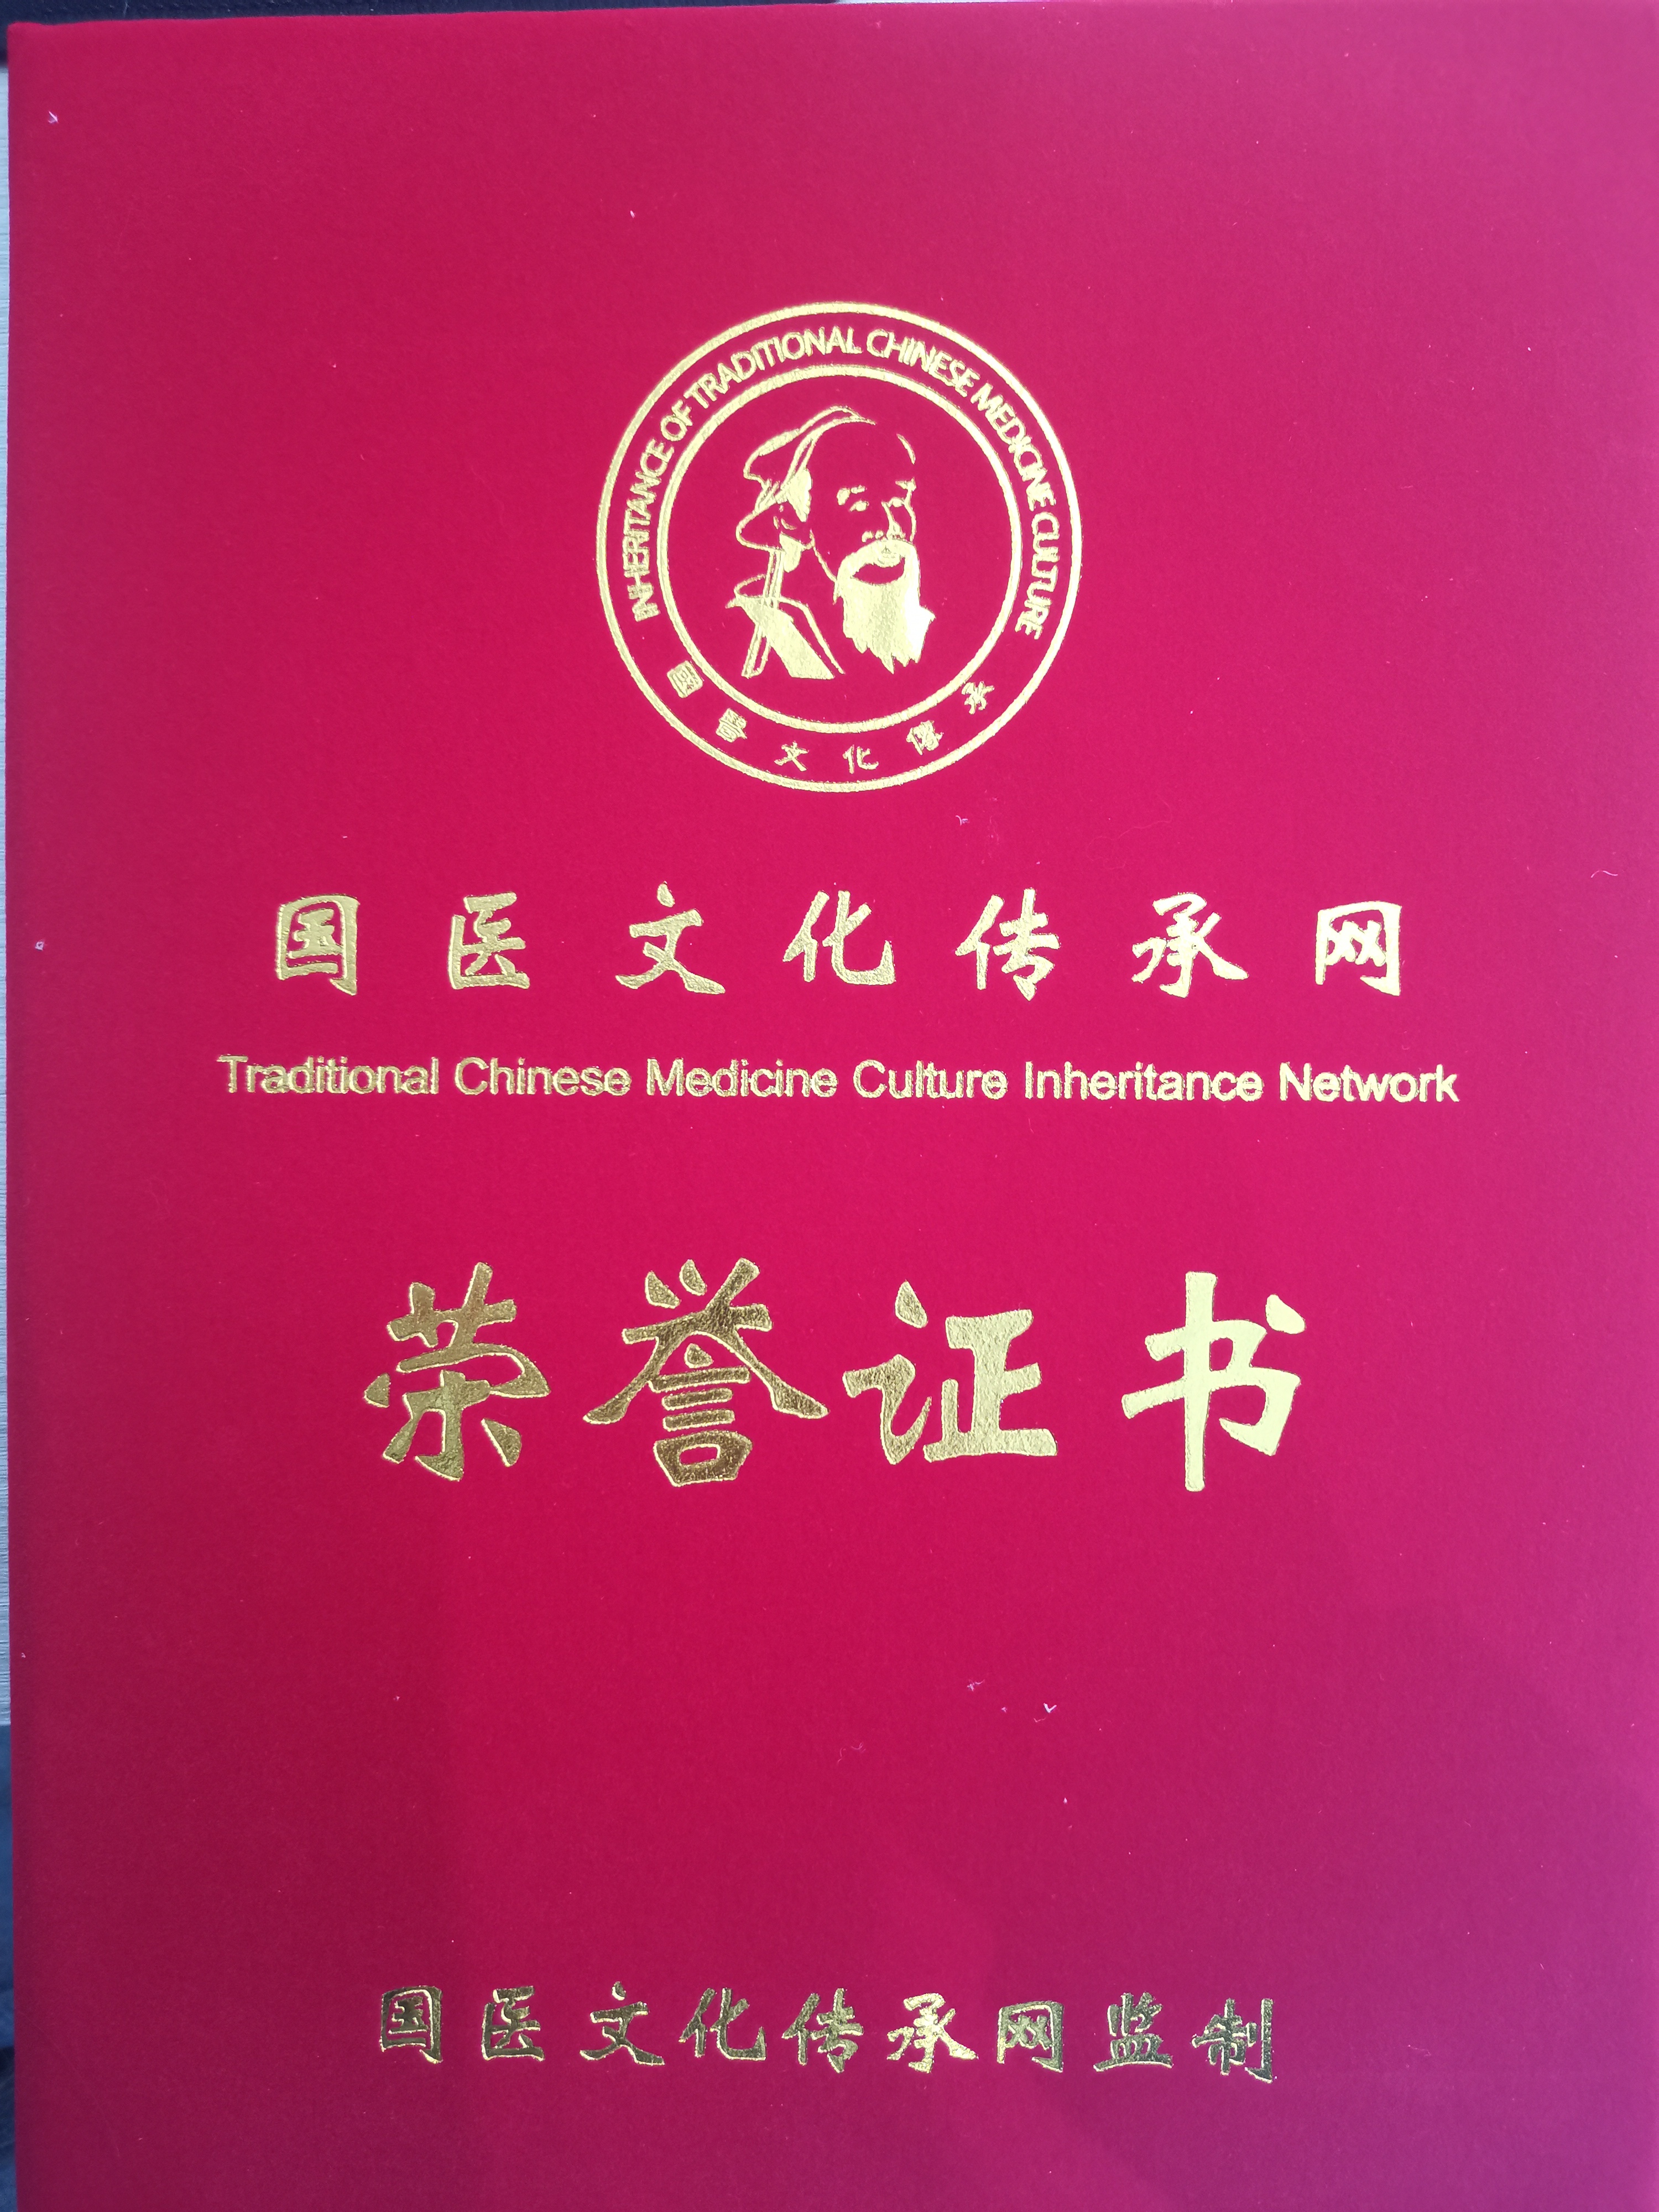 INHERITANCE OF TRADITIONAL CHINESE MEDICINE CULTURE
國醫文化傳承
国医文化传承网
Traditional Chinese Medicine Culture Inheritance Network
荣誉证书
国医文化传承网监制